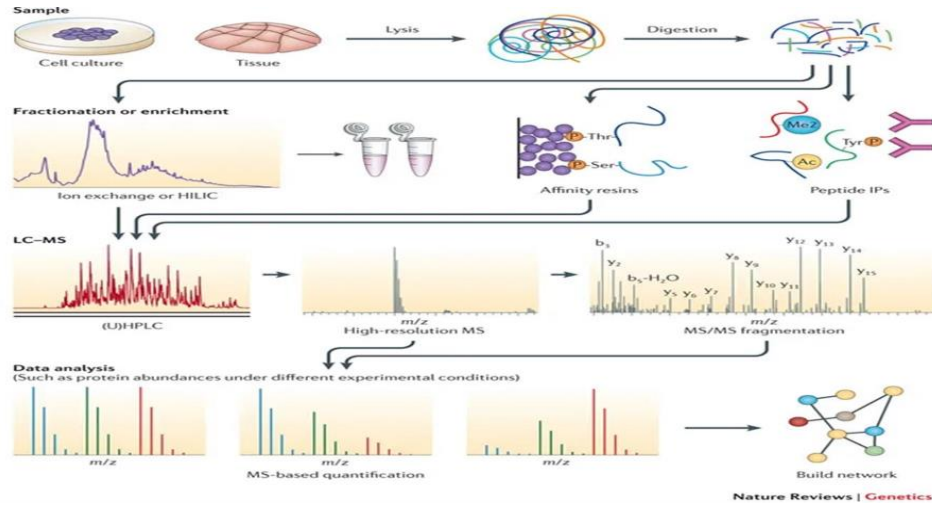 Sample
Lysis
Digestion
Cell culture
Tissue
Fractionation or enrichment
P -Thr-
P -Ser-
Me2
Tyr- P
Ac
Ion exchange or HILIC
Affinity resins
Peptide IPs
LC–MS
b₃
y₂
b₅-H₂O
y₅
y₆
y₇
y₈
y₉
y₁₀
y₁₁
y₁₂
y₁₃
y₁₄
y₁₅
(U)HPLC
m/z
High-resolution MS
m/z
MS/MS fragmentation
Data analysis
(Such as protein abundances under different experimental conditions)
m/z
m/z
m/z
MS-based quantification
Build network
Nature Reviews | Genetics